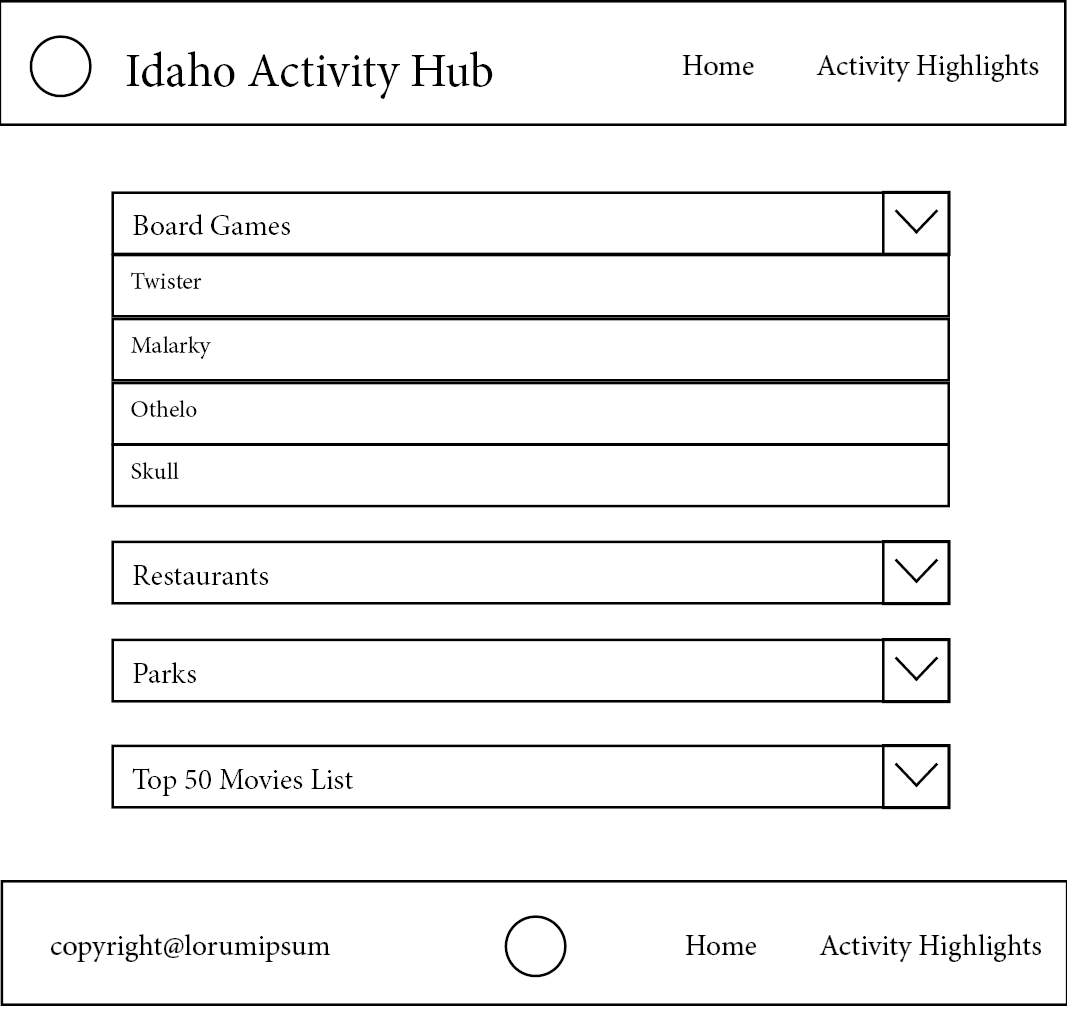 Idaho Activity Hub Home Activity Highlights
Board Games
Twister
Malarky
Othelo
Skull
Restaurants
Parks
Top 50 Movies List
copyright@lorumipsum Home Activity Highlights